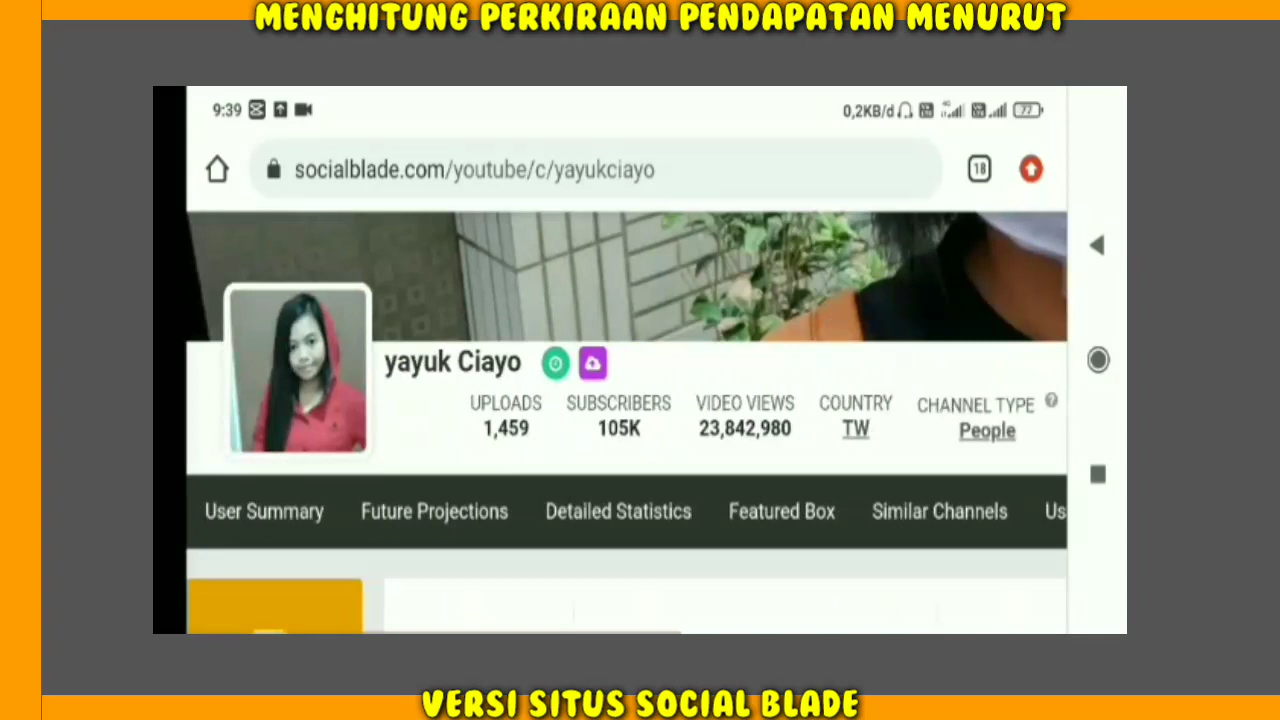 MENGHITUNG PERKIRAAN PENDAPATAN MENURUT
9:39
0,2KB/d
77
socialblade.com/youtube/c/yayukciayo
18
yayuk Ciayo
UPLOADS SUBSCRIBERS VIDEO VIEWS COUNTRY CHANNEL TYPE
1,459 105K 23,842,980 TW People
User Summary Future Projections Detailed Statistics Featured Box Similar Channels Us
VERSI SITUS SOCIAL BLADE